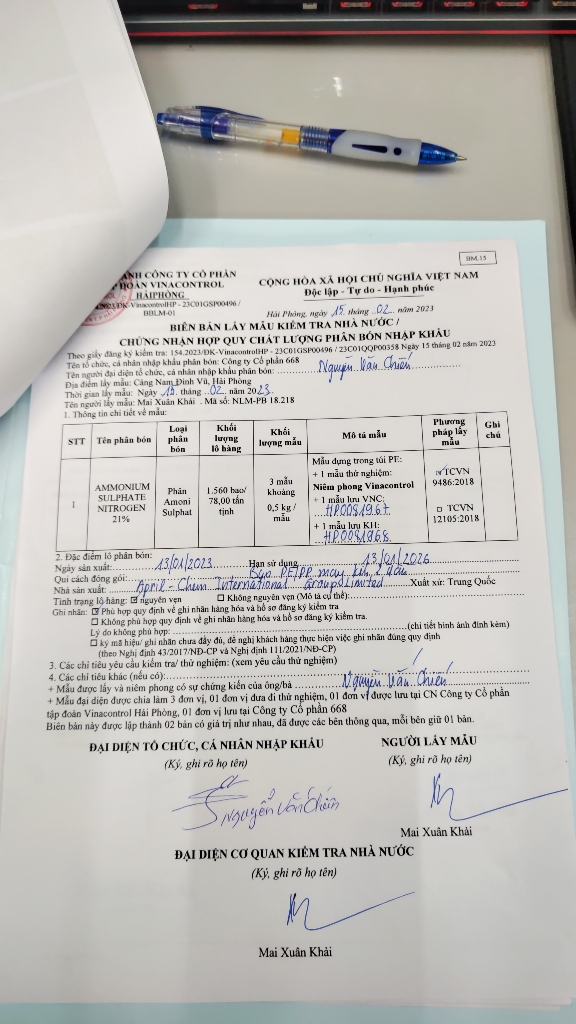 BM.15
ANH CÔNG TY CỔ PHẦN
ĐOÀN VINACONTROL
HẢI PHÒNG
CỘNG HÒA XÃ HỘI CHỦ NGHĨA VIỆT NAM
Độc lập - Tự do - Hạnh phúc
/ĐK-VinacontrolHP - 23C01GSP00496 /
BBLM-01
Hải Phòng, ngày 15 tháng 02 năm 2023
BIÊN BẢN LẤY MẪU KIỂM TRA NHÀ NƯỚC /
CHỨNG NHẬN HỢP QUY CHẤT LƯỢNG PHÂN BÓN NHẬP KHẨU
Theo giấy đăng ký kiểm tra: 154.2023/ĐK-VinacontrolHP - 23C01GSP00496 / 23C01QQP00358 Ngày 15 tháng 02 năm 2023
Tên tổ chức, cá nhân nhập khẩu phân bón: Công ty Cổ phần 668
Tên người đại diện tổ chức, cá nhân nhập khẩu phân bón: Nguyễn Văn Chiến
Địa điểm lấy mẫu: Cảng Nam Đình Vũ, Hải Phòng
Thời gian lấy mẫu: Ngày 15 tháng 02 năm 2023
Tên người lấy mẫu: Mai Xuân Khải . Mã số: NLM-PB 18.218
1. Thông tin chi tiết về mẫu:
STT Tên phân bón Loại phân bón Khối lượng lô hàng Khối lượng mẫu Mô tả mẫu Phương pháp lấy mẫu Ghi chú
1 AMMONIUM SULPHATE NITROGEN 21% Phân Amoni Sulphat 1.560 bao/ 78,00 tấn tịnh 3 mẫu khoảng 0,5 kg / mẫu
Mẫu đựng trong túi PE:
+ 1 mẫu thử nghiệm:
Niêm phong Vinacontrol
+ 1 mẫu lưu VNC:
HP0081967
+ 1 mẫu lưu KH:
HP0081968
☑ TCVN 9486:2018
□ TCVN 12105:2018
2. Đặc điểm lô phân bón:
Ngày sản xuất: 13/01/2023 Hạn sử dụng 13/01/2026
Qui cách đóng gói: Bao PE/PP may kín 2 đầu
Nhà sản xuất: April-Chem International Group Limited Xuất xứ: Trung Quốc
Tình trạng lô hàng: ☑ nguyên vẹn □ Không nguyên vẹn (Mô tả cụ thể):
Ghi nhãn: ☑ Phù hợp quy định về ghi nhãn hàng hóa và hồ sơ đăng ký kiểm tra
□ Không phù hợp quy định về ghi nhãn hàng hóa và hồ sơ đăng ký kiểm tra.
Lý do không phù hợp: (chi tiết hình ảnh đính kèm)
□ ký mã hiệu/ ghi nhãn chưa đầy đủ, đề nghị khách hàng thực hiện việc ghi nhãn đúng quy định
(theo Nghị định 43/2017/NĐ-CP và Nghị định 111/2021/NĐ-CP)
3. Các chỉ tiêu yêu cầu kiểm tra/ thử nghiệm: (xem yêu cầu thử nghiệm)
4. Các chỉ tiêu khác (nếu có): /
+ Mẫu được lấy và niêm phong có sự chứng kiến của ông/bà Nguyễn Văn Chiến
+ Mẫu đại diện được chia làm 3 đơn vị, 01 đơn vị đưa đi thử nghiệm, 01 đơn vị được lưu tại CN Công ty Cổ phần
tập đoàn Vinacontrol Hải Phòng, 01 đơn vị lưu tại Công ty Cổ phần 668
Biên bản này được lập thành 02 bản có giá trị như nhau, đã được các bên thông qua, mỗi bên giữ 01 bản.
ĐẠI DIỆN TỔ CHỨC, CÁ NHÂN NHẬP KHẨU
(Ký, ghi rõ họ tên)
Nguyễn Văn Chiến
NGƯỜI LẤY MẪU
(Ký, ghi rõ họ tên)
Mai Xuân Khải
ĐẠI DIỆN CƠ QUAN KIỂM TRA NHÀ NƯỚC
(Ký, ghi rõ họ tên)
Mai Xuân Khải